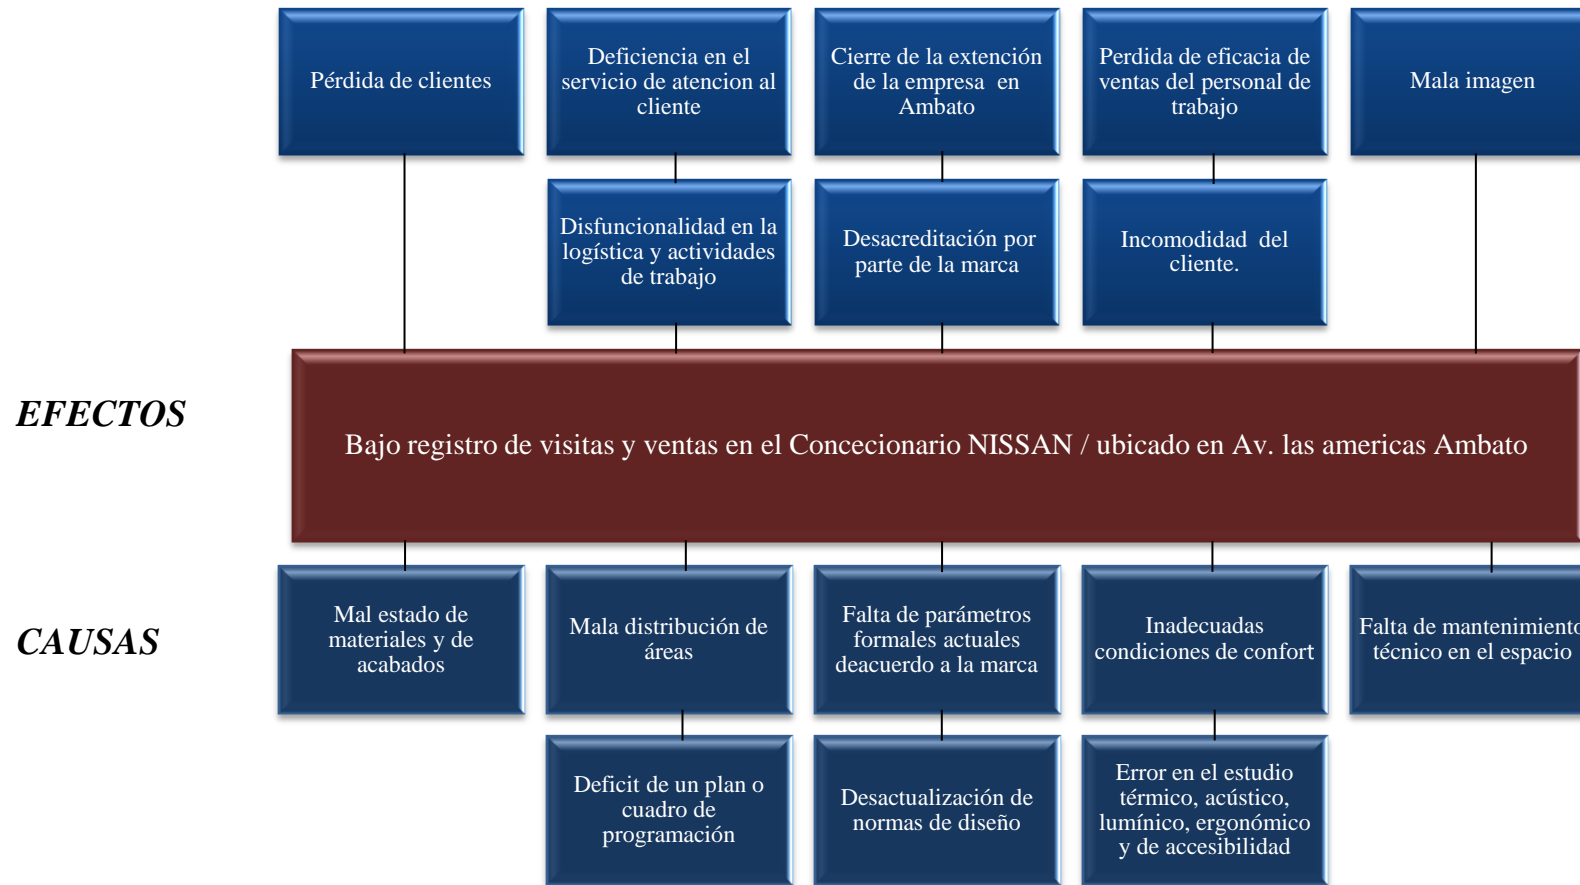 Pérdida de clientes
Deficiencia en el
servicio de atencion al
cliente
Cierre de la extención
de la empresa en
Ambato
Perdida de eficacia de
ventas del personal de
trabajo
Mala imagen
Disfuncionalidad en la
logística y actividades
de trabajo
Desacreditación por
parte de la marca
Incomodidad del
cliente.
EFECTOS
Bajo registro de visitas y ventas en el Concecionario NISSAN / ubicado en Av. las americas Ambato
CAUSAS
Mal estado de
materiales y de
acabados
Mala distribución de
áreas
Falta de parámetros
formales actuales
deacuerdo a la marca
Inadecuadas
condiciones de confort
Falta de mantenimiento
técnico en el espacio
Deficit de un plan o
cuadro de
programación
Desactualización de
normas de diseño
Error en el estudio
térmico, acústico,
lumínico, ergonómico
y de accesibilidad